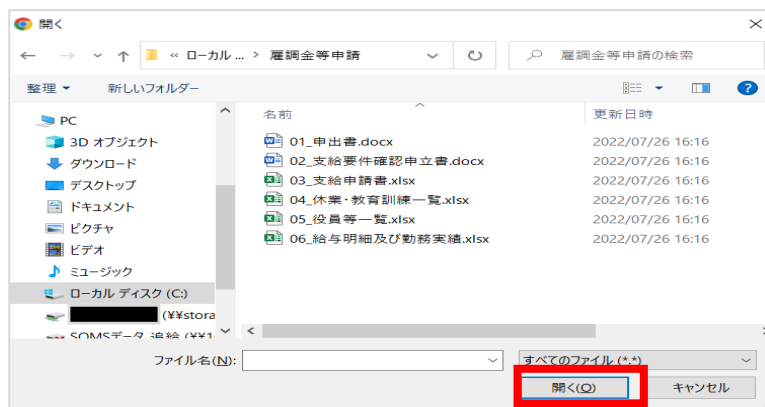 開く
« ローカル ... > 雇調金等申請
雇調金等申請の検索
整理 新しいフォルダー
名前 更新日時
PC
3D オブジェクト
ダウンロード
デスクトップ
ドキュメント
ピクチャ
ビデオ
ミュージック
ローカル ディスク (C:)
(¥¥stora
SOMSデータ 追給 (¥¥1
01_申出書.docx 2022/07/26 16:16
02_支給要件確認申立書.docx 2022/07/26 16:16
03_支給申請書.xlsx 2022/07/26 16:16
04_休業・教育訓練一覧.xlsx 2022/07/26 16:16
05_役員等一覧.xlsx 2022/07/26 16:16
06_給与明細及び勤務実績.xlsx 2022/07/26 16:16
ファイル名(N):
すべてのファイル (*.*)
開く(O) キャンセル